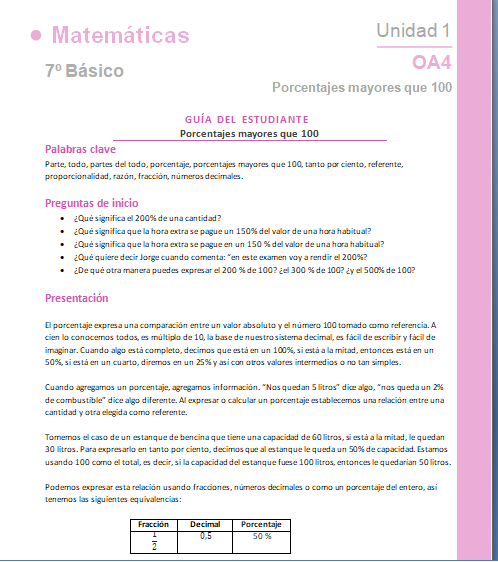 • Matemáticas
Unidad 1
7º Básico
OA4
Porcentajes mayores que 100
GUÍA DEL ESTUDIANTE
Porcentajes mayores que 100
Palabras clave
Parte, todo, partes del todo, porcentaje, porcentajes mayores que 100, tanto por ciento, referente,
proporcionalidad, razón, fracción, números decimales.
Preguntas de inicio
• ¿Qué significa el 200% de una cantidad?
• ¿Qué significa que la hora extra se pague un 150% del valor de una hora habitual?
• ¿Qué significa que la hora extra se pague en un 150 % del valor de una hora habitual?
• ¿Qué quiere decir Jorge cuando comenta: “en este examen voy a rendir el 200%?
• ¿De qué otra manera puedes expresar el 200 % de 100? ¿el 300 % de 100? ¿y el 500% de 100?
Presentación
El porcentaje expresa una comparación entre un valor absoluto y el número 100 tomado como referencia. A
cien lo conocemos todos, es múltiplo de 10, la base de nuestro sistema decimal, es fácil de escribir y fácil de
imaginar. Cuando algo está completo, decimos que está en un 100%, si está a la mitad, entonces está en un
50%, si está en un cuarto, diremos en un 25% y así con otros valores intermedios o no tan simples.
Cuando agregamos un porcentaje, agregamos información. “Nos quedan 5 litros” dice algo, “nos queda un 2%
de combustible” dice algo diferente. Al expresar o calcular un porcentaje establecemos una relación entre una
cantidad y otra elegida como referente.
Tomemos el caso de un estanque de bencina que tiene una capacidad de 60 litros, si está a la mitad, le quedan
30 litros. Para expresarlo en tanto por ciento, decimos que al estanque le queda un 50% de capacidad. Estamos
usando 100 como el total, es decir, si la capacidad del estanque fuese 100 litros, entonces le quedarían 50 litros.
Podemos expresar esta relación usando fracciones, números decimales o como un porcentaje del entero, así
tenemos las siguientes equivalencias:
Fracción Decimal Porcentaje
1/2 0,5 50 %